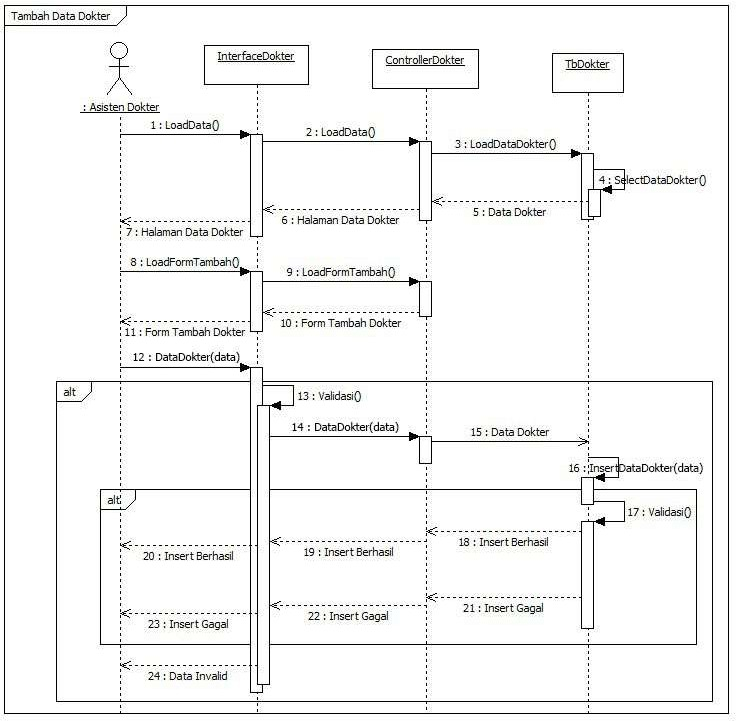 Tambah Data Dokter
InterfaceDokter
ControllerDokter
TbDokter
: Asisten Dokter
1 : LoadData()
2 : LoadData()
3 : LoadDataDokter()
4 : SelectDataDokter()
5 : Data Dokter
6 : Halaman Data Dokter
7 : Halaman Data Dokter
8 : LoadFormTambah()
9 : LoadFormTambah()
10 : Form Tambah Dokter
11 : Form Tambah Dokter
12 : DataDokter(data)
alt
13 : Validasi()
14 : DataDokter(data)
15 : Data Dokter
16 : InsertDataDokter(data)
alt
17 : Validasi()
18 : Insert Berhasil
19 : Insert Berhasil
20 : Insert Berhasil
21 : Insert Gagal
22 : Insert Gagal
23 : Insert Gagal
24 : Data Invalid